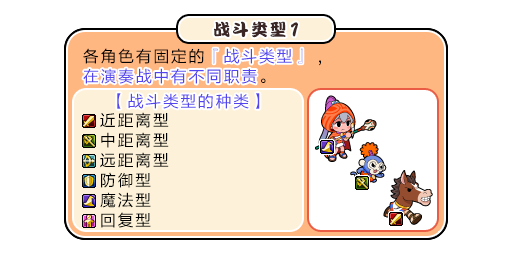 战斗类型1
各角色有固定的『战斗类型』，
在演奏战中有不同职责。
【战斗类型的种类】
近距离型
中距离型
远距离型
防御型
魔法型
回复型